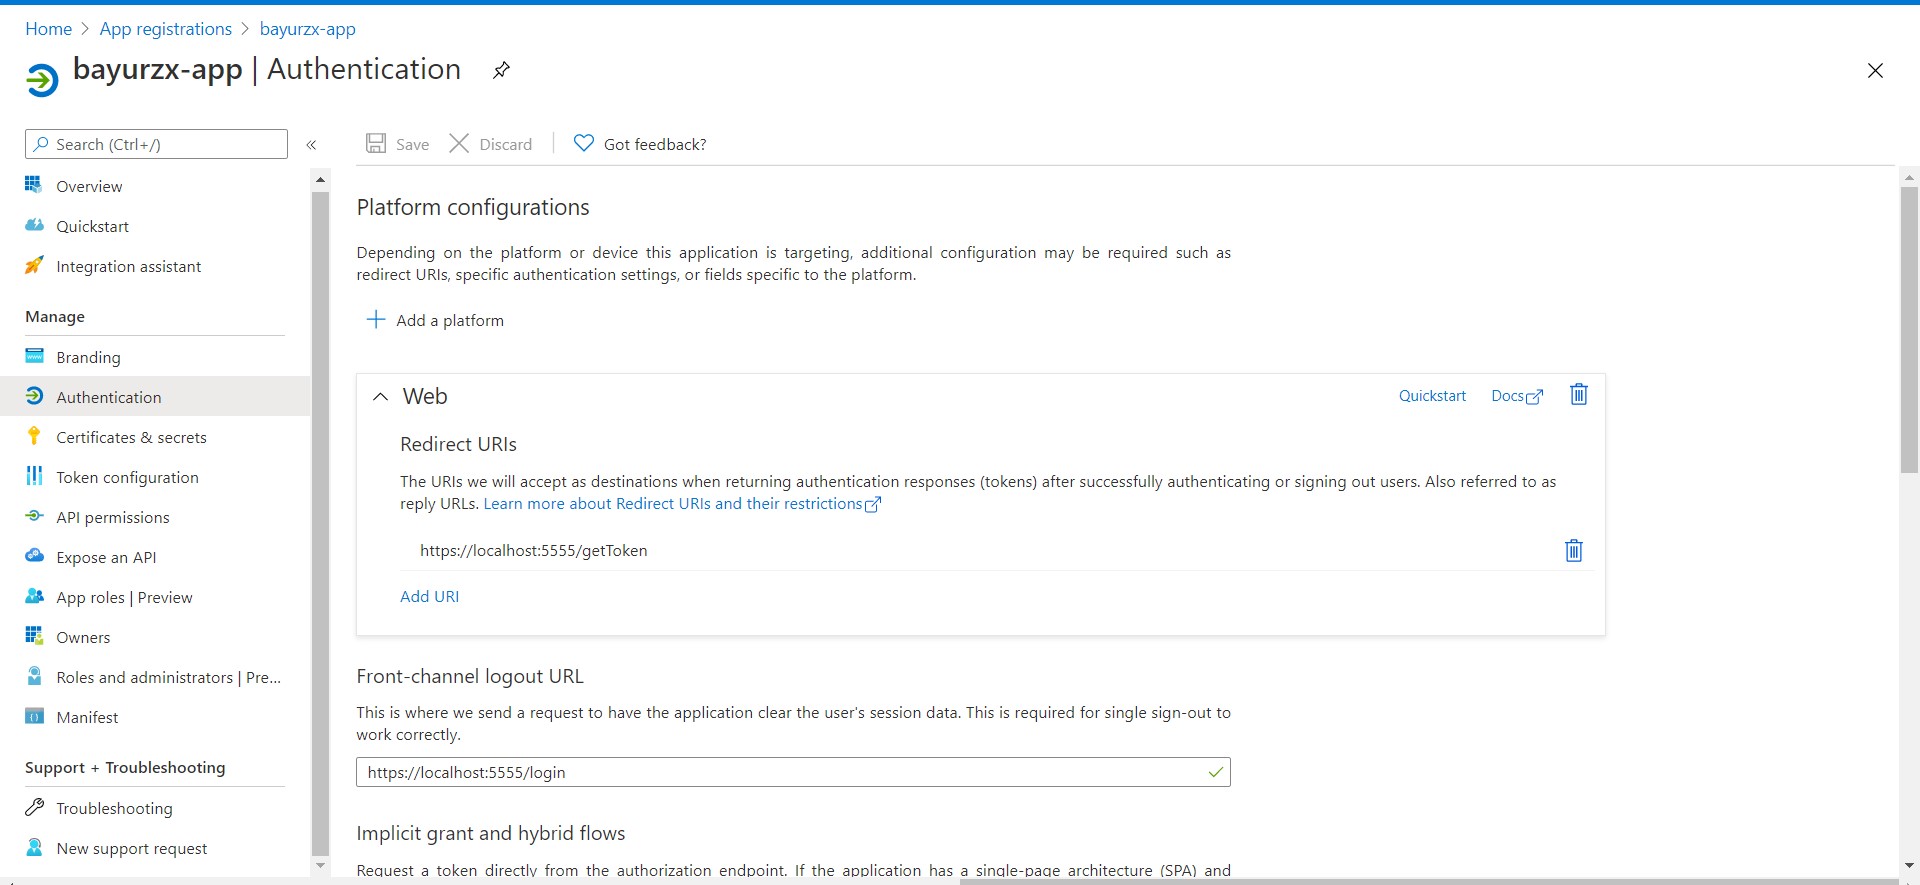 Home > App registrations > bayurzx-app
bayurzx-app | Authentication
Search (Ctrl+/)
«
Overview
Quickstart
Integration assistant
Manage
Branding
Authentication
Certificates & secrets
Token configuration
API permissions
Expose an API
App roles | Preview
Owners
Roles and administrators | Pre...
Manifest
Support + Troubleshooting
Troubleshooting
New support request
Save
Discard
Got feedback?
Platform configurations
Depending on the platform or device this application is targeting, additional configuration may be required such as
redirect URIs, specific authentication settings, or fields specific to the platform.
Add a platform
Web
Quickstart
Docs
Redirect URIs
The URIs we will accept as destinations when returning authentication responses (tokens) after successfully authenticating or signing out users. Also referred to as
reply URLs. Learn more about Redirect URIs and their restrictions
https://localhost:5555/getToken
Add URI
Front-channel logout URL
This is where we send a request to have the application clear the user's session data. This is required for single sign-out to
work correctly.
https://localhost:5555/login
Implicit grant and hybrid flows
Request a token directly from the authorization endpoint. If the application has a single-page architecture (SPA) and